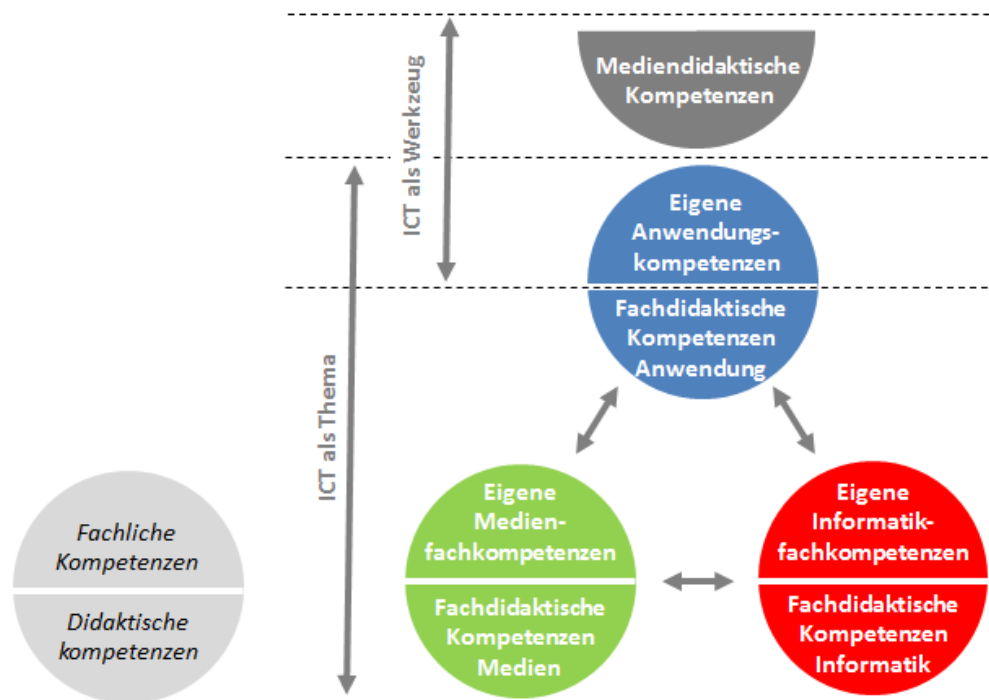 Mediendidaktische
Kompetenzen
ICT als Werkzeug
Eigene
Anwendungs-
kompetenzen
Fachdidaktische
Kompetenzen
Anwendung
ICT als Thema
Eigene
Medien-
fachkompetenzen
Fachdidaktische
Kompetenzen
Medien
Eigene
Informatik-
fachkompetenzen
Fachdidaktische
Kompetenzen
Informatik
Fachliche
Kompetenzen
Didaktische
kompetenzen